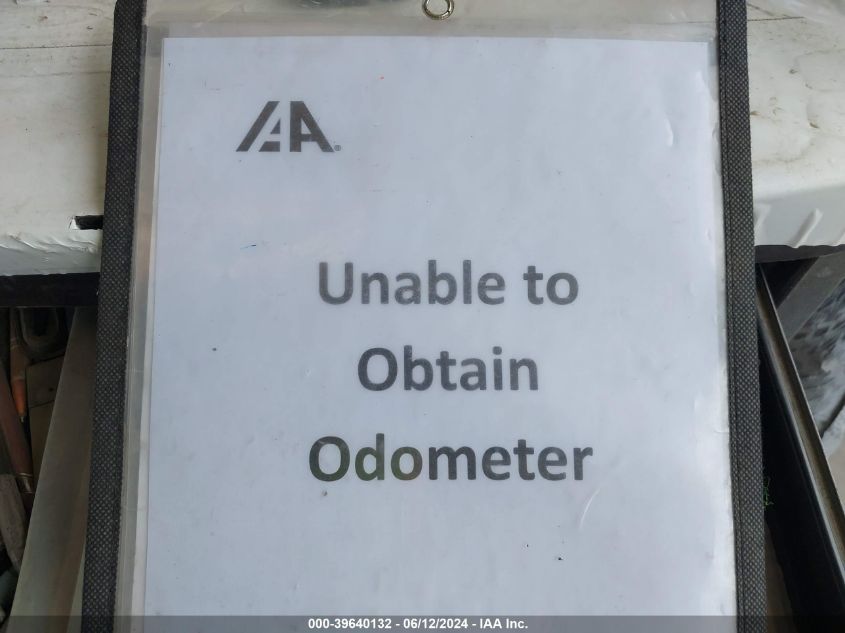 IAA®
Unable to
Obtain
Odometer
000-39640132 - 06/12/2024 - IAA Inc.